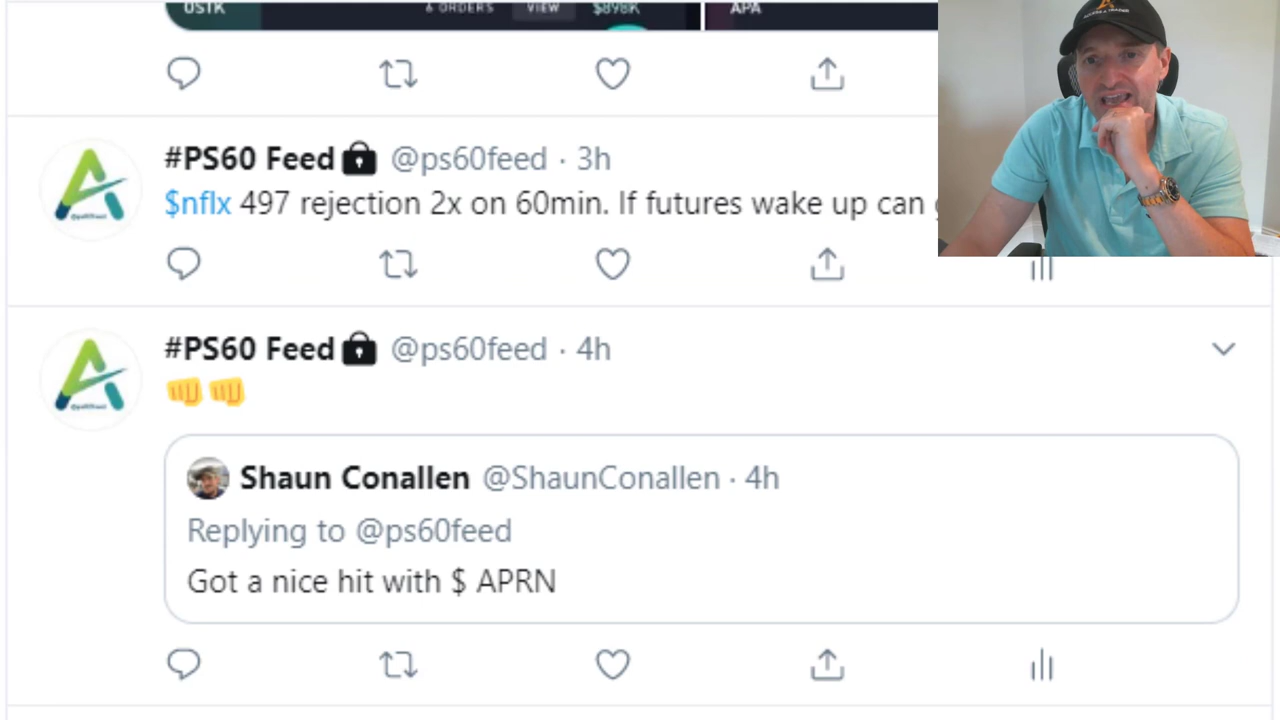 OSTK
6 ORDERS VIEW $898K
APA
#PS60 Feed @ps60feed · 3h
$nflx 497 rejection 2x on 60min. If futures wake up can
#PS60 Feed @ps60feed · 4h
👊👊
Shaun Conallen @ShaunConallen · 4h
Replying to @ps60feed
Got a nice hit with $ APRN